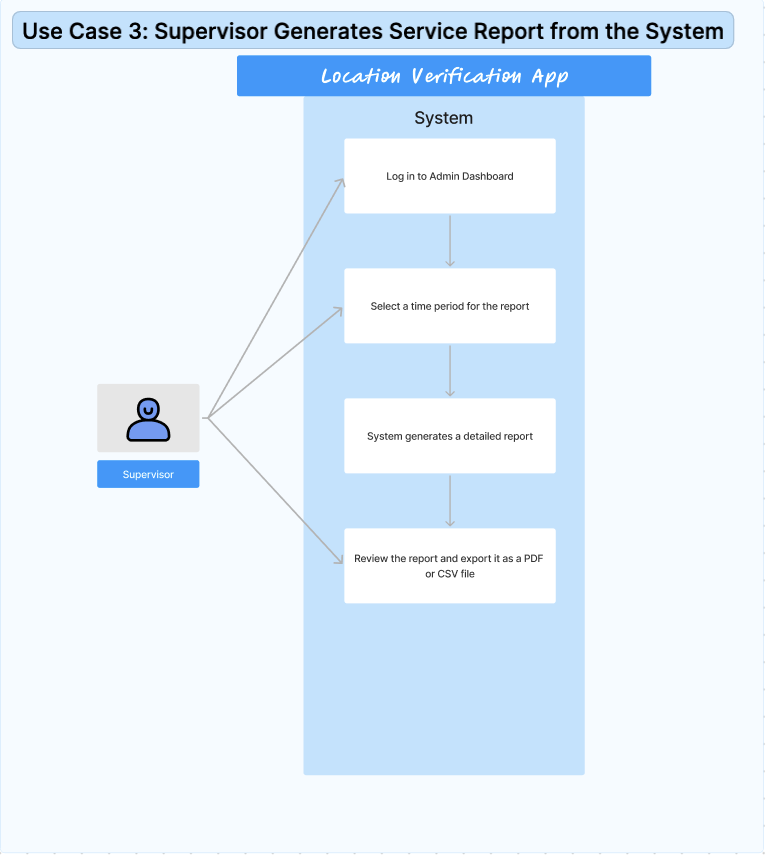 Use Case 3: Supervisor Generates Service Report from the System
Location Verification App
System
Log in to Admin Dashboard
Select a time period for the report
System generates a detailed report
Supervisor
Review the report and export it as a PDF
or CSV file